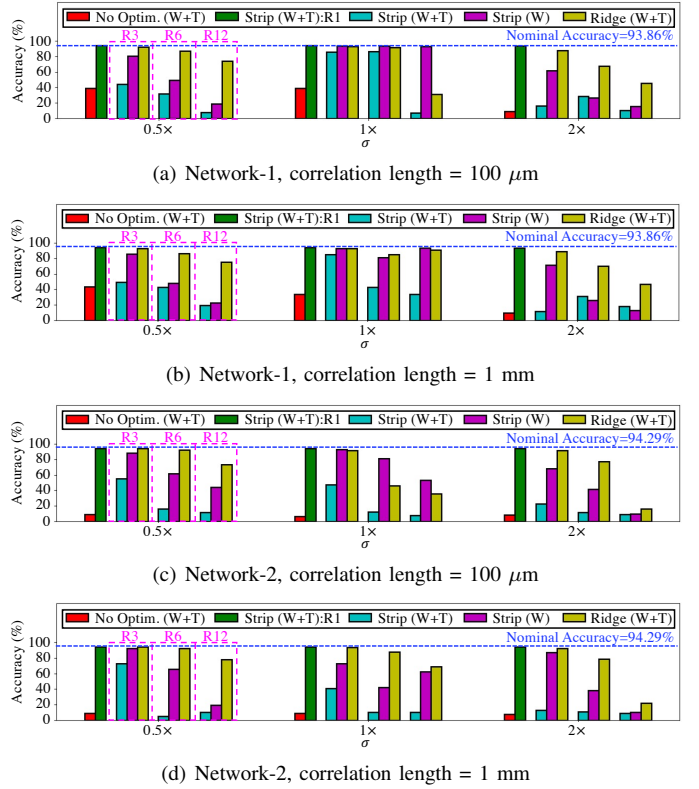 No Optim. (W+T) Strip (W+T):R1 Strip (W+T) Strip (W) Ridge (W+T)
Accuracy (%)
100
80
60
40
20
0
R3 R6 R12
Nominal Accuracy=93.86%
0.5× 1× 2×
σ
(a) Network-1, correlation length = 100 μm
No Optim. (W+T) Strip (W+T):R1 Strip (W+T) Strip (W) Ridge (W+T)
Accuracy (%)
100
80
60
40
20
0
R3 R6 R12
Nominal Accuracy=93.86%
0.5× 1× 2×
σ
(b) Network-1, correlation length = 1 mm
No Optim. (W+T) Strip (W+T):R1 Strip (W+T) Strip (W) Ridge (W+T)
Accuracy (%)
100
80
60
40
20
0
R3 R6 R12
Nominal Accuracy=94.29%
0.5× 1× 2×
σ
(c) Network-2, correlation length = 100 μm
No Optim. (W+T) Strip (W+T):R1 Strip (W+T) Strip (W) Ridge (W+T)
Accuracy (%)
100
80
60
40
20
0
R3 R6 R12
Nominal Accuracy=94.29%
0.5× 1× 2×
σ
(d) Network-2, correlation length = 1 mm